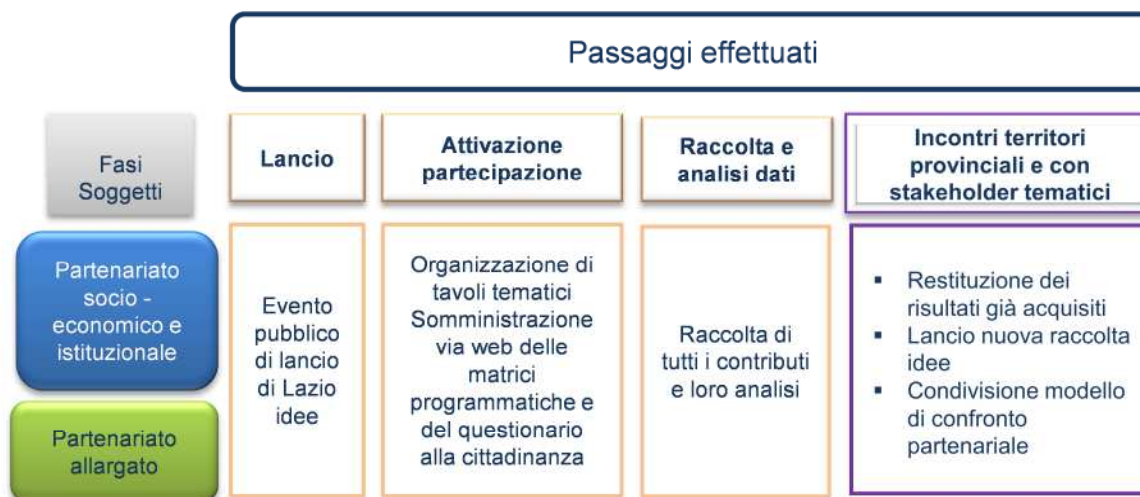 Passaggi effettuati
Fasi
Soggetti
Lancio
Attivazione
partecipazione
Raccolta e
analisi dati
Incontri territori
provinciali e con
stakeholder tematici
Partenariato
socio -
economico e
istituzionale
Partenariato
allargato
Evento
pubblico
di lancio
di Lazio
idee
Organizzazione di
tavoli tematici
Somministrazione
via web delle
matrici
programmatiche e
del questionario
alla cittadinanza
Raccolta di
tutti i contributi
e loro analisi
▪ Restituzione dei
risultati già acquisiti
▪ Lancio nuova raccolta
idee
▪ Condivisione modello
di confronto
partenariale